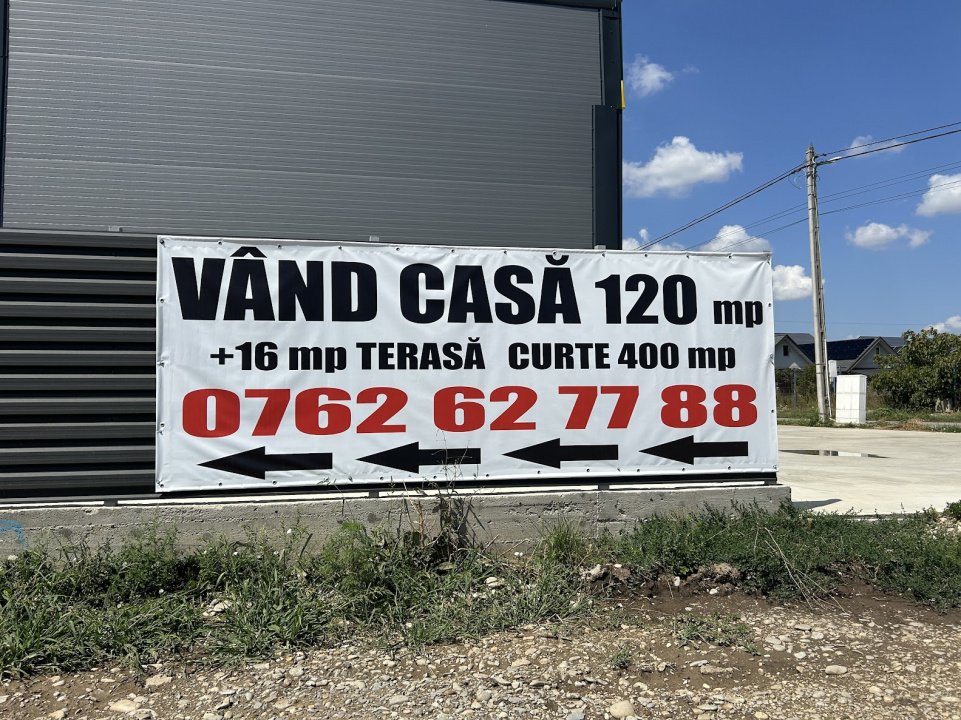 VÂND CASĂ 120 mp
+16 mp TERASĂ CURTE 400 mp
0762 62 77 88